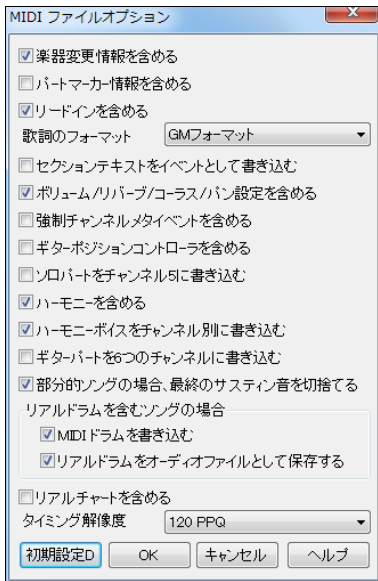 MIDI ファイルオプション
楽器変更情報を含める
パートマーカー情報を含める
リードインを含める
歌詞のフォーマット GMフォーマット
セクションテキストをイベントとして書き込む
ボリューム/リバーブ/コーラス/パン設定を含める
強制チャンネルメタイベントを含める
ギターポジションコントローラを含める
ソロパートをチャンネル5に書き込む
ハーモニーを含める
ハーモニーボイスをチャンネル別に書き込む
ギターパートを6つのチャンネルに書き込む
部分的ソングの場合、最終のサスティン音を切捨てる
リアルドラムを含むソングの場合
MIDIドラムを書き込む
リアルドラムをオーディオファイルとして保存する
リアルチャートを含める
タイミング解像度 120 PPQ
初期設定D OK キャンセル ヘルプ